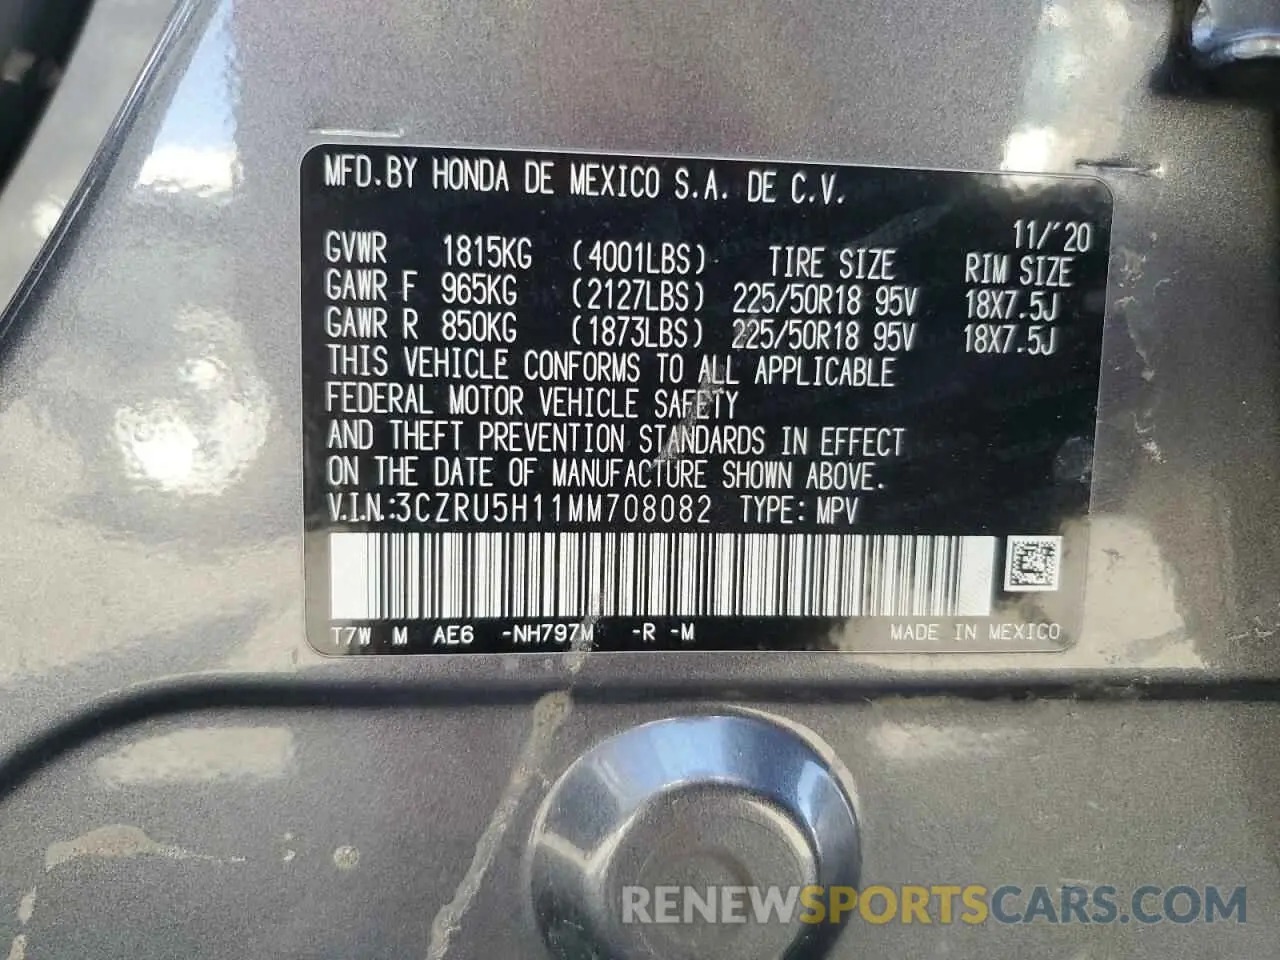 MFD.BY HONDA DE MEXICO S.A. DE C.V.
11/'20
GVWR 1815KG (4001LBS) TIRE SIZE RIM SIZE
GAWR F 965KG (2127LBS) 225/50R18 95V 18X7.5J
GAWR R 850KG (1873LBS) 225/50R18 95V 18X7.5J
THIS VEHICLE CONFORMS TO ALL APPLICABLE
FEDERAL MOTOR VEHICLE SAFETY
AND THEFT PREVENTION STANDARDS IN EFFECT
ON THE DATE OF MANUFACTURE SHOWN ABOVE.
V.I.N.:3CZRU5H11MM708082 TYPE: MPV
T7W M AE6 -NH797M -R -M MADE IN MEXICO
RENEWSPORTSCARS.COM